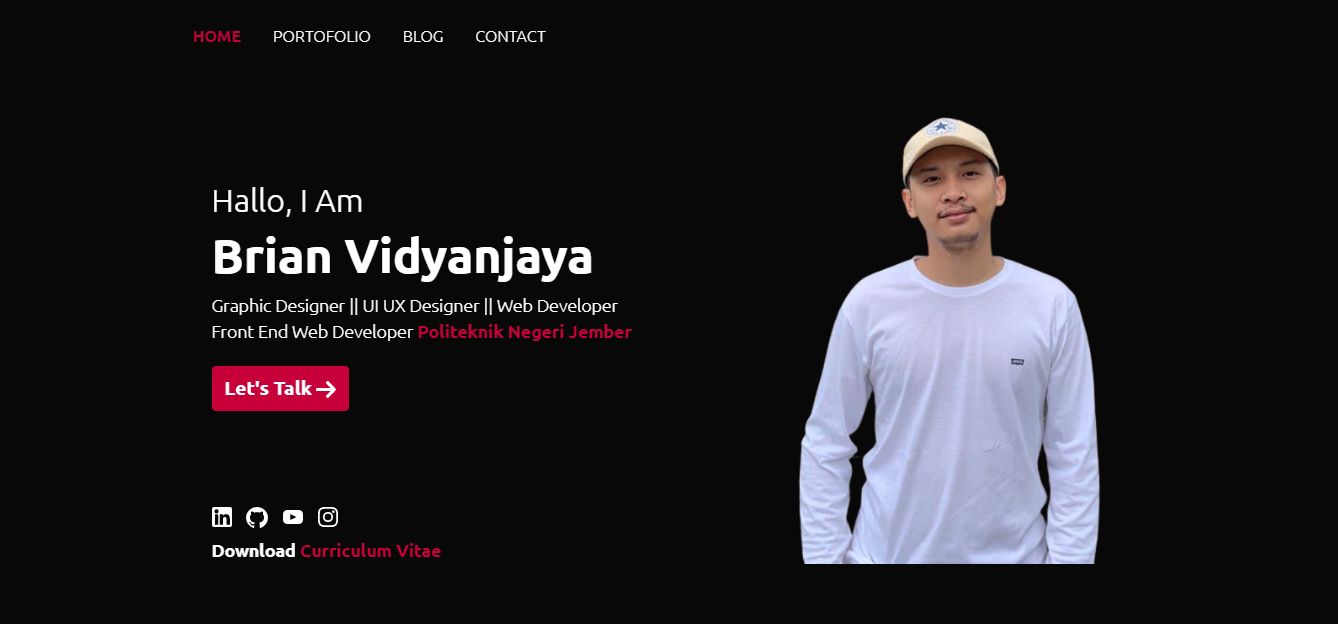 HOME PORTOFOLIO BLOG CONTACT
Hallo, I Am
Brian Vidyanjaya
Graphic Designer || UI UX Designer || Web Developer
Front End Web Developer Politeknik Negeri Jember
Let's Talk
Download Curriculum Vitae